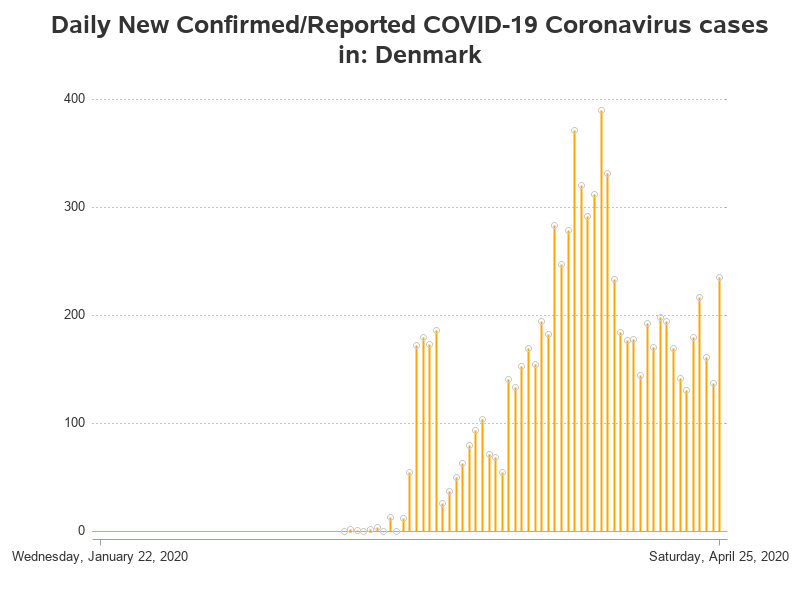 Daily New Confirmed/Reported COVID-19 Coronavirus cases
in: Denmark
400
300
200
100
0
Wednesday, January 22, 2020
Saturday, April 25, 2020